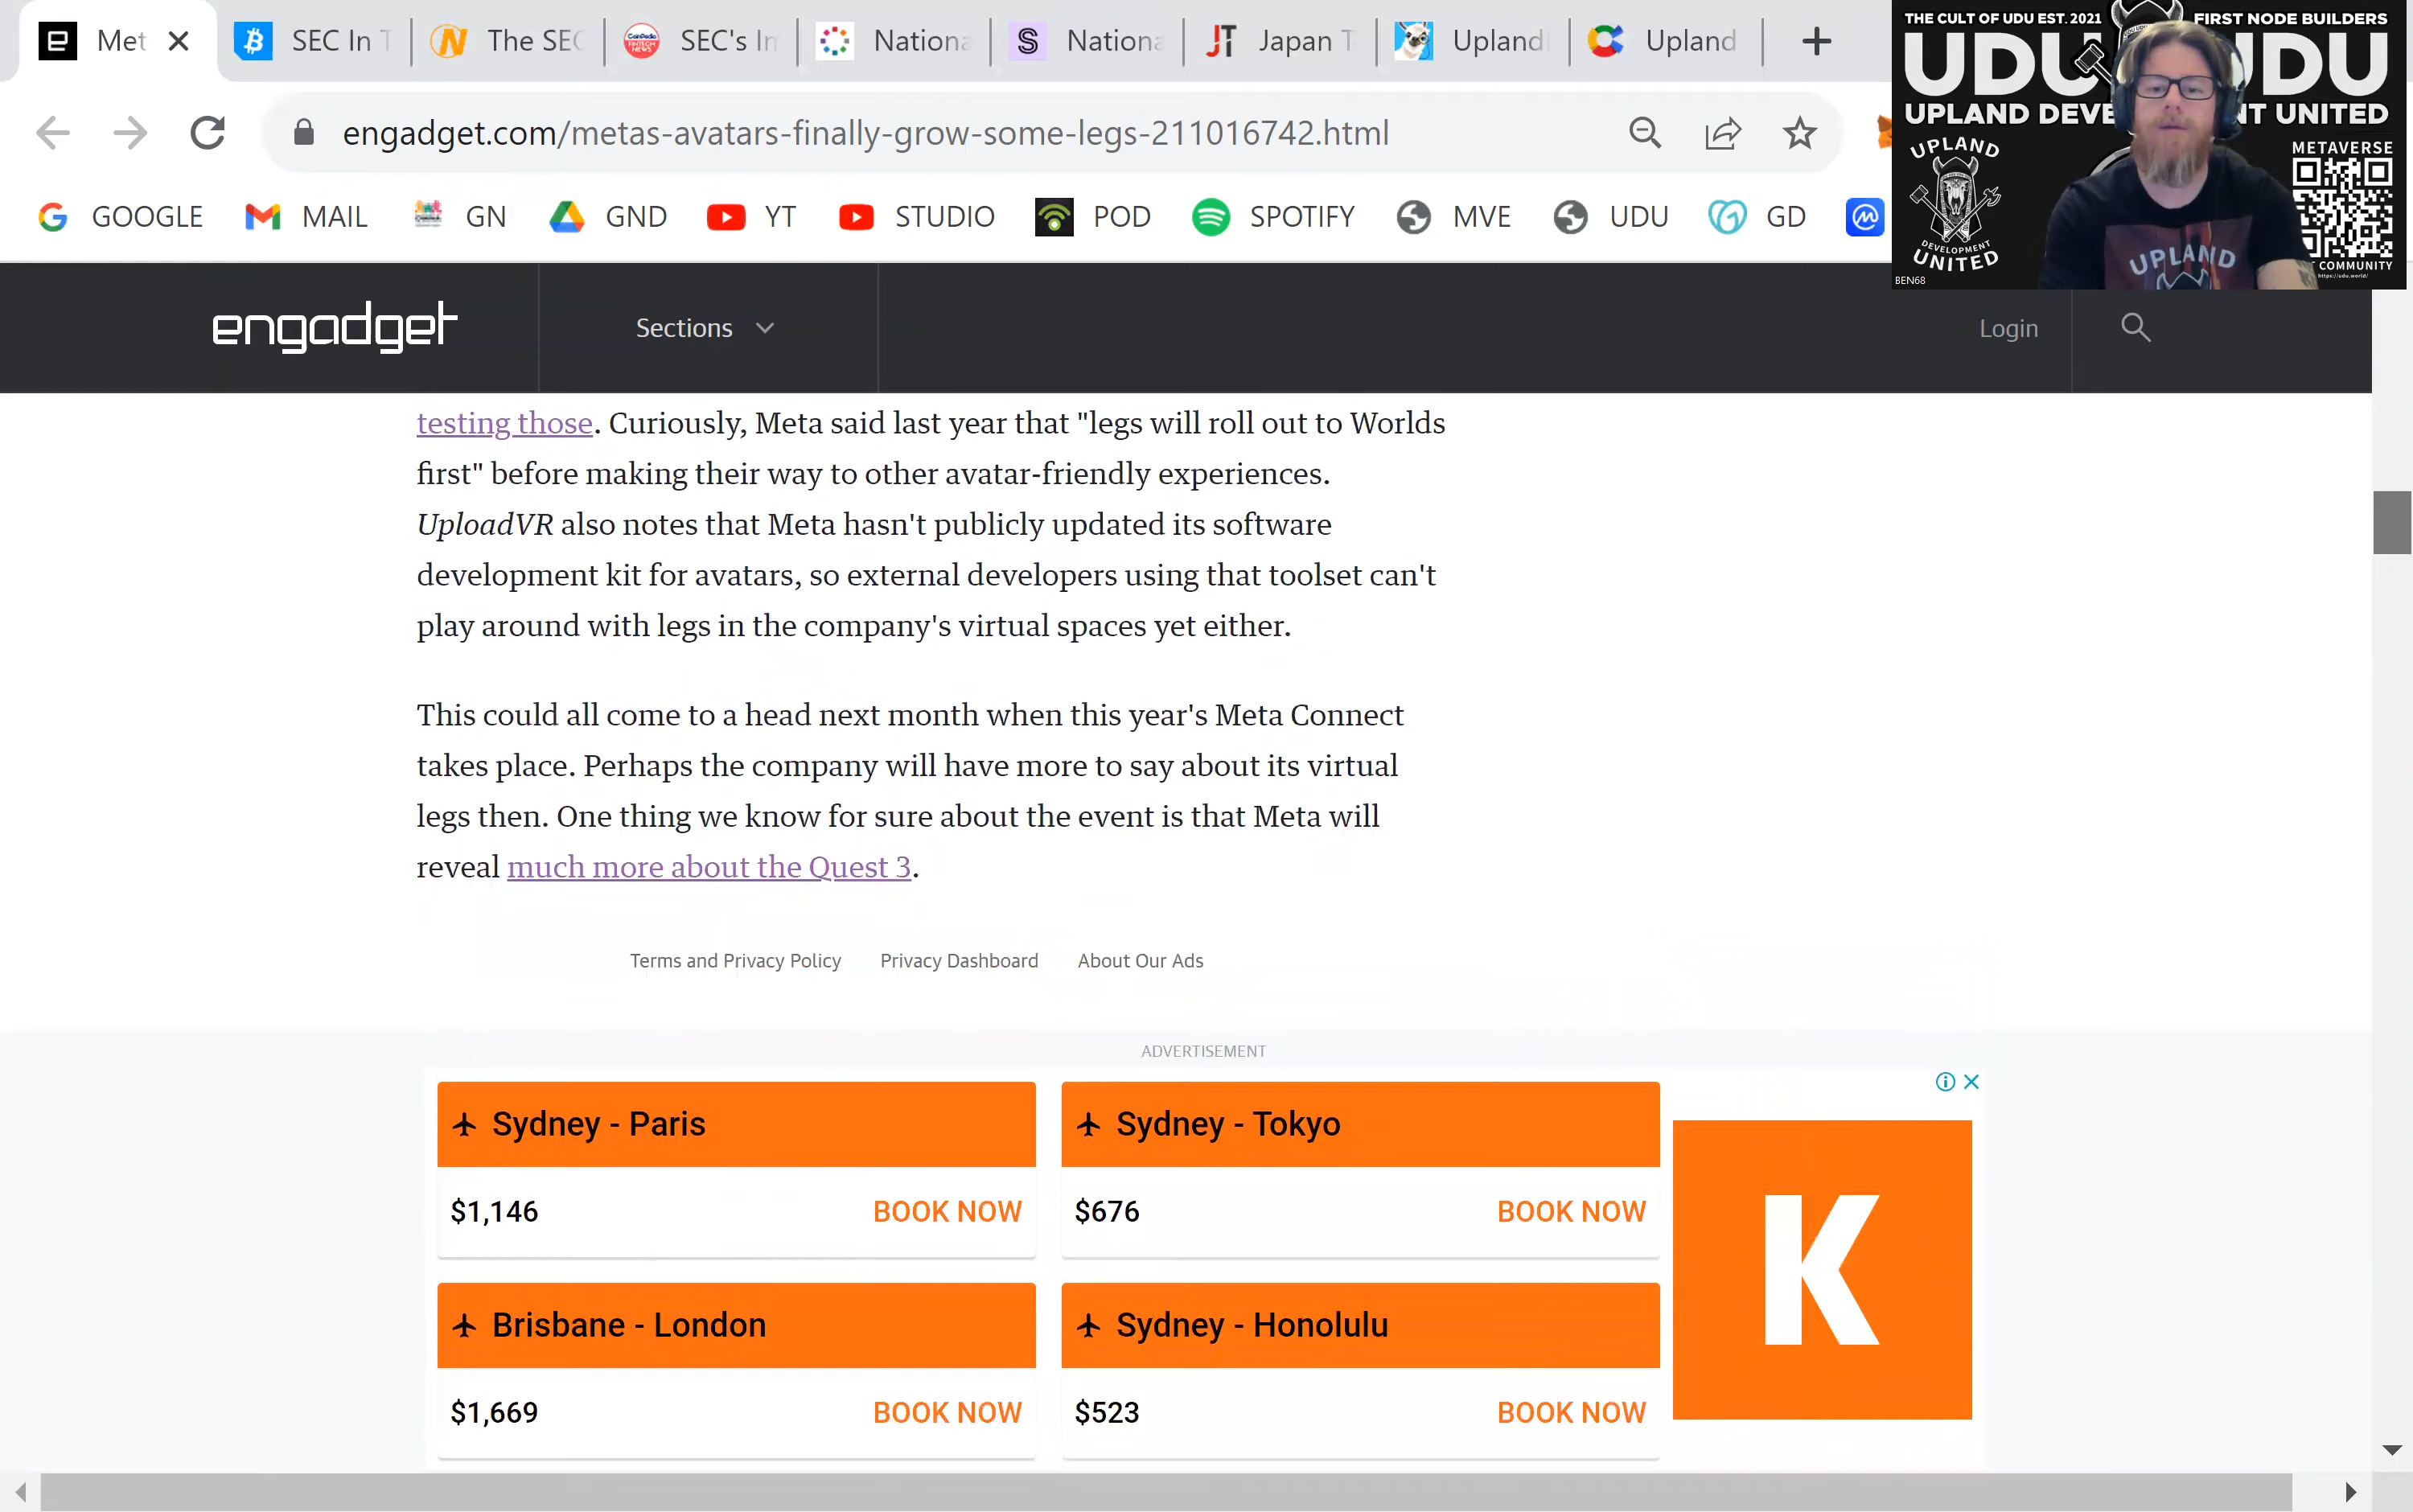 Met
SEC In T
The SEC
SEC's In
Nationa
Nationa
Japan T
Upland
Upland
engadget.com/metas-avatars-finally-grow-some-legs-211016742.html
GOOGLE
MAIL
GN
GND
YT
STUDIO
POD
SPOTIFY
MVE
UDU
GD
THE CULT OF UDU EST. 2021
FIRST NODE BUILDERS
UDU
UDU
UPLAND DEVE
NT UNITED
UPLAND
DEVELOPMENT
UNITED
METAVERSE
COMMUNITY
https://udu.world/
UPLAND
BEN68
engadget
Sections
Login
testing those. Curiously, Meta said last year that "legs will roll out to Worlds
first" before making their way to other avatar-friendly experiences.
UploadVR also notes that Meta hasn't publicly updated its software
development kit for avatars, so external developers using that toolset can't
play around with legs in the company's virtual spaces yet either.
This could all come to a head next month when this year's Meta Connect
takes place. Perhaps the company will have more to say about its virtual
legs then. One thing we know for sure about the event is that Meta will
reveal much more about the Quest 3.
Terms and Privacy Policy
Privacy Dashboard
About Our Ads
ADVERTISEMENT
Sydney - Paris
$1,146
BOOK NOW
Sydney - Tokyo
$676
BOOK NOW
Brisbane - London
$1,669
BOOK NOW
Sydney - Honolulu
$523
BOOK NOW
K